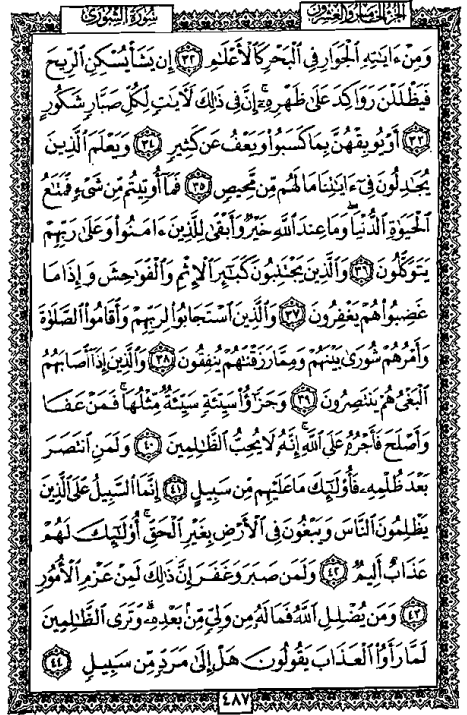 الجزء الخامس والعشرون
سورة الشورى
وَمِنْ ءَايَٰتِهِ ٱلْجَوَارِ فِى ٱلْبَحْرِ كَٱلْأَعْلَٰمِ ٣٢ إِن يَشَأْ يُسْكِنِ ٱلرِّيحَ
فَيَظْلَلْنَ رَوَاكِدَ عَلَىٰ ظَهْرِهِۦٓ ۚ إِنَّ فِى ذَٰلِكَ لَءَايَٰتٍ لِّكُلِّ صَبَّارٍ شَكُورٍ
٣٣ أَوْ يُوبِقْهُنَّ بِمَا كَسَبُوا۟ وَيَعْفُ عَن كَثِيرٍ ٣٤ وَيَعْلَمَ ٱلَّذِينَ
يُجَٰدِلُونَ فِىٓ ءَايَٰتِنَا مَا لَهُم مِّن مَّحِيصٍ ٣٥ فَمَآ أُوتِيتُم مِّن شَىْءٍ فَمَتَٰعُ
ٱلْحَيَوٰةِ ٱلدُّنْيَا ۖ وَمَا عِندَ ٱللَّهِ خَيْرٌ وَأَبْقَىٰ لِلَّذِينَ ءَامَنُوا۟ وَعَلَىٰ رَبِّهِمْ
يَتَوَكَّلُونَ ٣٦ وَٱلَّذِينَ يَجْتَنِبُونَ كَبَٰٓئِرَ ٱلْإِثْمِ وَٱلْفَوَٰحِشَ وَإِذَا مَا
غَضِبُوا۟ هُمْ يَغْفِرُونَ ٣٧ وَٱلَّذِينَ ٱسْتَجَابُوا۟ لِرَبِّهِمْ وَأَقَامُوا۟ ٱلصَّلَوٰةَ
وَأَمْرُهُمْ شُورَىٰ بَيْنَهُمْ وَمِمَّا رَزَقْنَٰهُمْ يُنفِقُونَ ٣٨ وَٱلَّذِينَ إِذَآ أَصَابَهُمُ
ٱلْبَغْىُ هُمْ يَنتَصِرُونَ ٣٩ وَجَزَٰٓؤُا۟ سَيِّئَةٍ سَيِّئَةٌ مِّثْلُهَا ۖ فَمَنْ عَفَا
وَأَصْلَحَ فَأَجْرُهُۥ عَلَى ٱللَّهِ ۚ إِنَّهُۥ لَا يُحِبُّ ٱلظَّٰلِمِينَ ٤٠ وَلَمَنِ ٱنتَصَرَ
بَعْدَ ظُلْمِهِۦ فَأُو۟لَٰٓئِكَ مَا عَلَيْهِم مِّن سَبِيلٍ ٤١ إِنَّمَا ٱلسَّبِيلُ عَلَى ٱلَّذِينَ
يَظْلِمُونَ ٱلنَّاسَ وَيَبْغُونَ فِى ٱلْأَرْضِ بِغَيْرِ ٱلْحَقِّ ۚ أُو۟لَٰٓئِكَ لَهُمْ
عَذَابٌ أَلِيمٌ ٤٢ وَلَمَن صَبَرَ وَغَفَرَ إِنَّ ذَٰلِكَ لَمِنْ عَزْمِ ٱلْأُمُورِ
٤٣ وَمَن يُضْلِلِ ٱللَّهُ فَمَا لَهُۥ مِن وَلِىٍّ مِّنۢ بَعْدِهِۦ ۗ وَتَرَى ٱلظَّٰلِمِينَ
لَمَّا رَأَوُا۟ ٱلْعَذَابَ يَقُولُونَ هَلْ إِلَىٰ مَرَدٍّ مِّن سَبِيلٍ ٤٤
٤٨٧